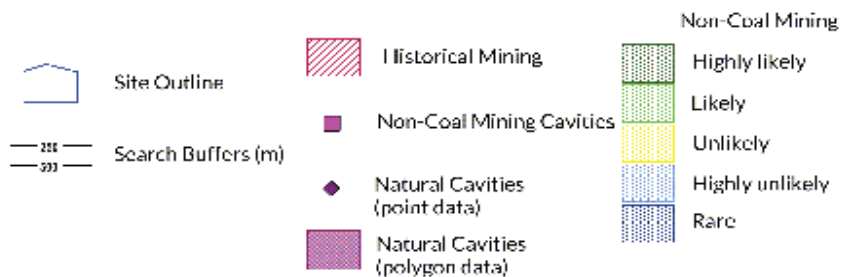 Non-Coal Mining
Historical Mining
Highly likely
Site Outline
Likely
Non-Coal Mining Cavities
250
500
Search Buffers (m)
Unlikely
Natural Cavities
(point data)
Highly unlikely
Natural Cavities
(polygon data)
Rare